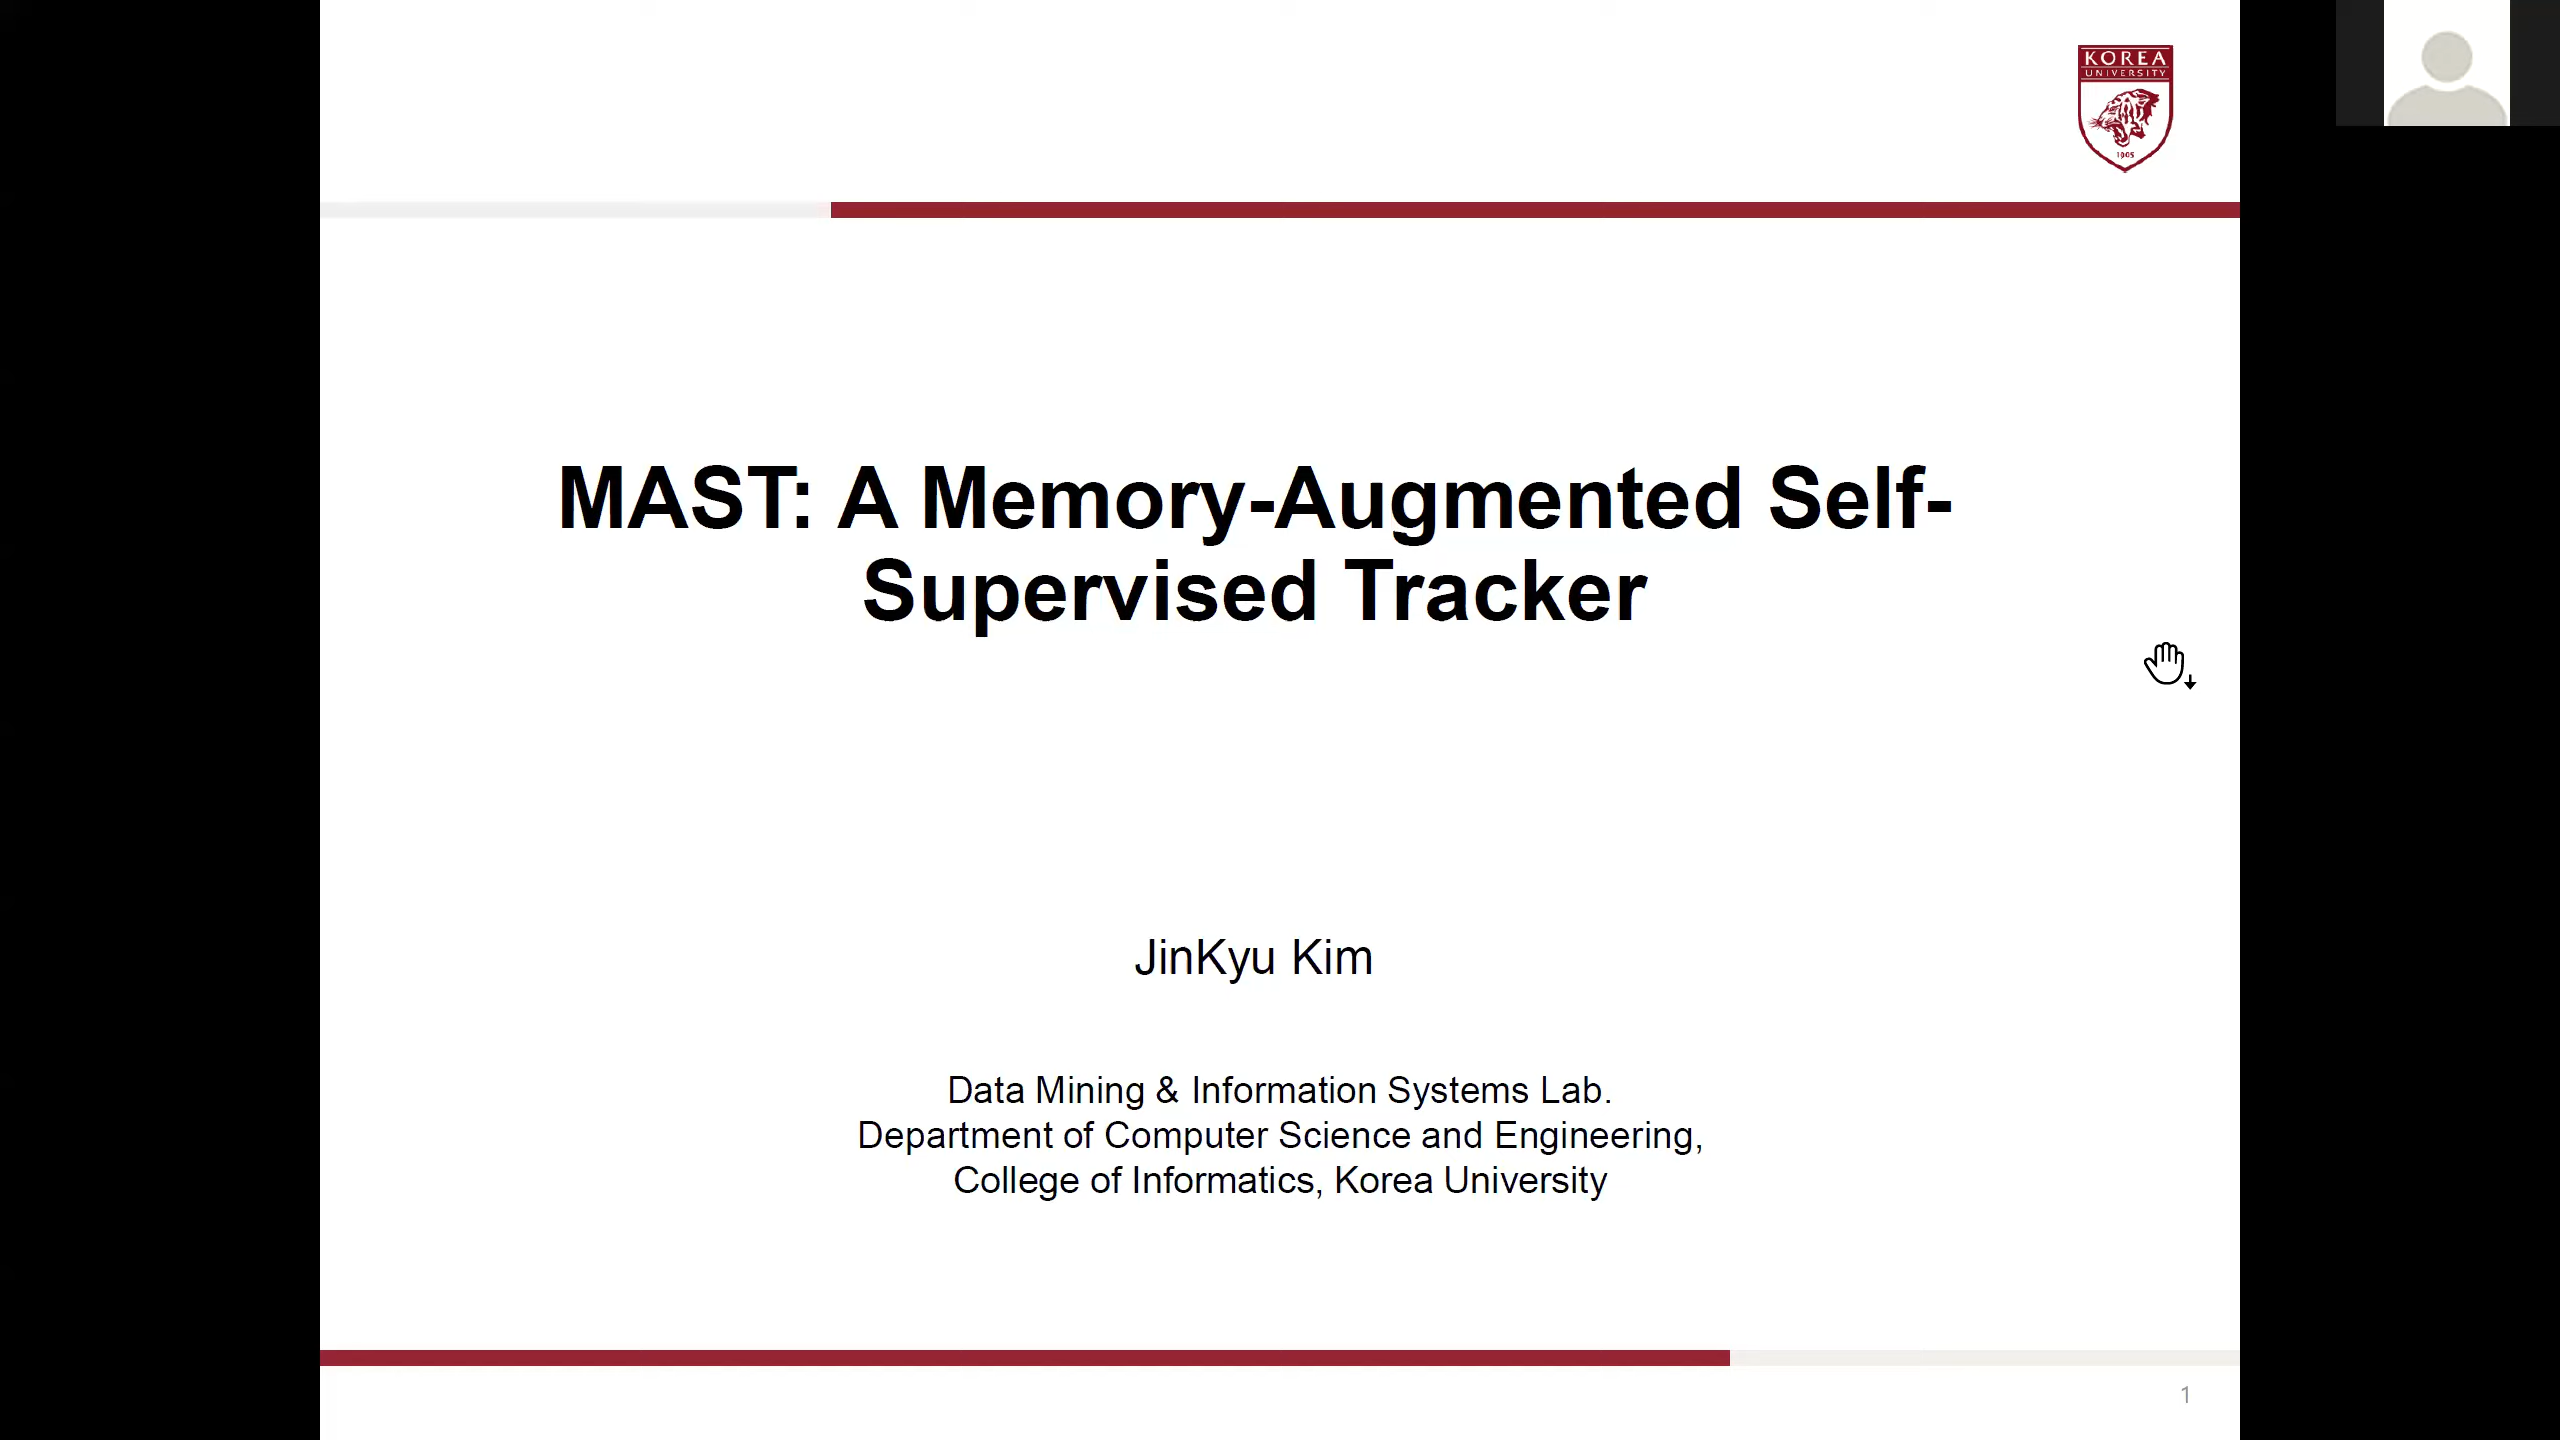 KOREA
UNIVERSITY
1905
MAST: A Memory-Augmented Self-
Supervised Tracker
JinKyu Kim
Data Mining & Information Systems Lab.
Department of Computer Science and Engineering,
College of Informatics, Korea University
1